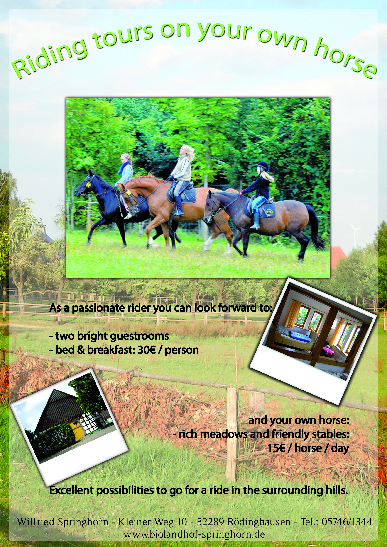 Riding tours on your own horse
As a passionate rider you can look forward to:
- two bright guestrooms
- bed & breakfast: 30€ / person
and your own horse:
- rich meadows and friendly stables:
15€ / horse / day
Excellent possibilities to go for a ride in the surrounding hills.
Wilfried Springhorn - Kleiner Weg 10 - 32289 Rödinghausen - Tel.: 05746/1344
www.biolandhof-springhorn.de